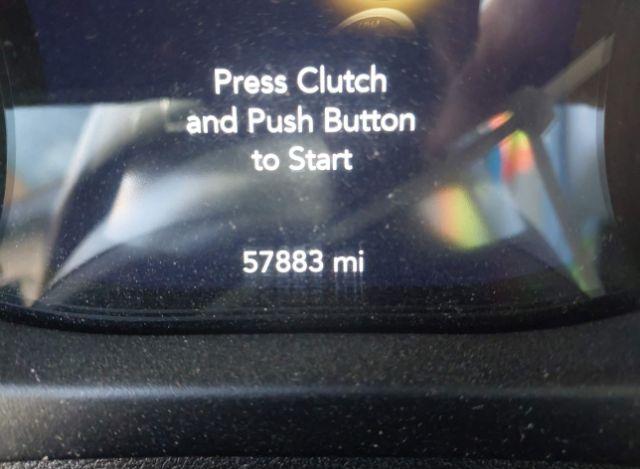 Press Clutch
and Push Button
to Start
57883 mi